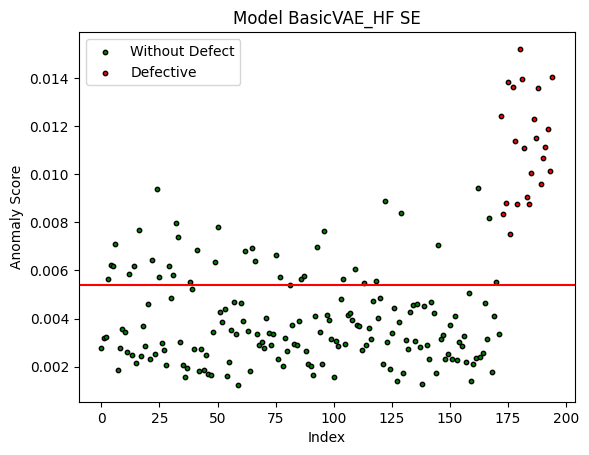 Model BasicVAE_HF SE
Without Defect
Defective
Anomaly Score
0.014
0.012
0.010
0.008
0.006
0.004
0.002
0 25 50 75 100 125 150 175 200
Index